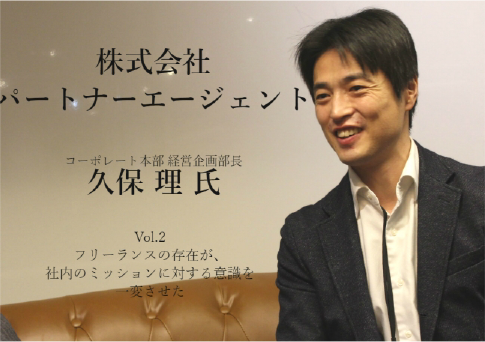 株式会社
パートナーエージェント
コーポレート本部 経営企画部長
久保 理 氏
Vol.2
フリーランスの存在が、
社内のミッションに対する意識を
一変させた